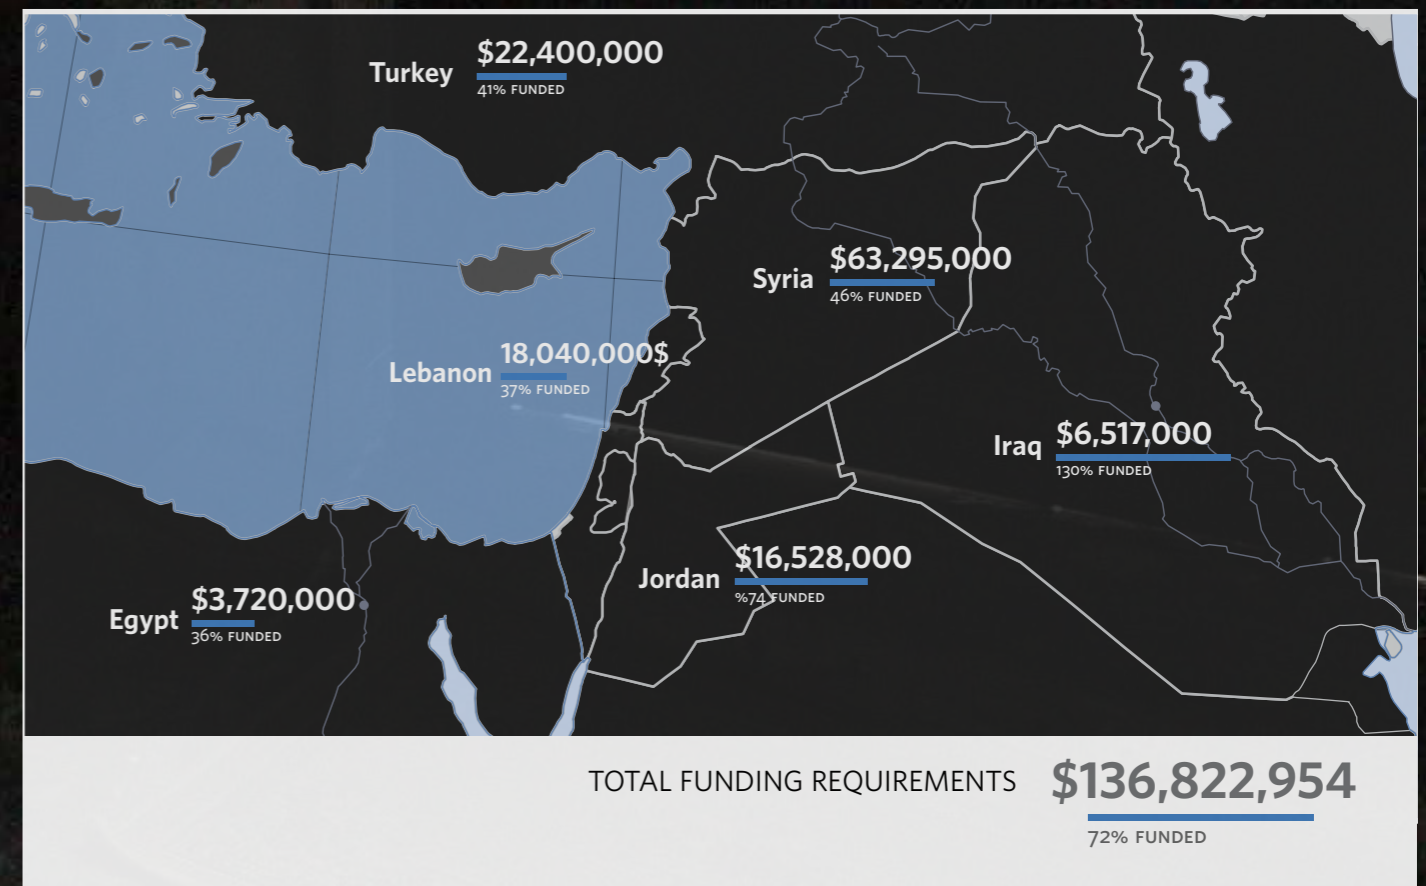 Turkey
$22,400,000
41% FUNDED
Syria
$63,295,000
46% FUNDED
Lebanon
18,040,000$
37% FUNDED
Iraq
$6,517,000
130% FUNDED
Jordan
$16,528,000
%74 FUNDED
Egypt
$3,720,000
36% FUNDED
TOTAL FUNDING REQUIREMENTS
$136,822,954
72% FUNDED